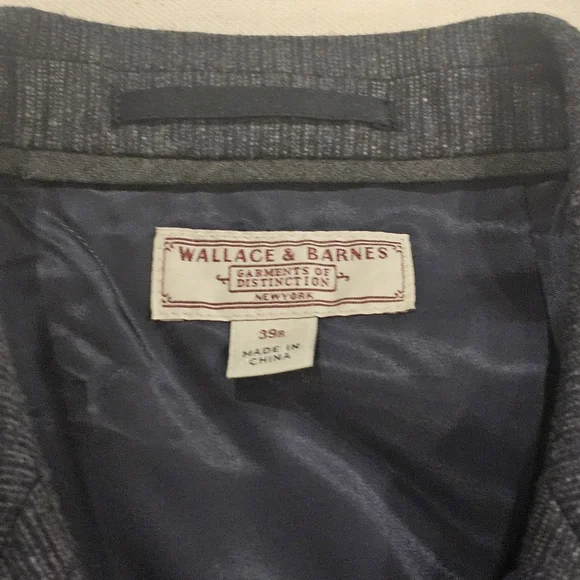 WALLACE & BARNES
GARMENTS OF
DISTINCTION
NEW YORK
39R
MADE IN
CHINA